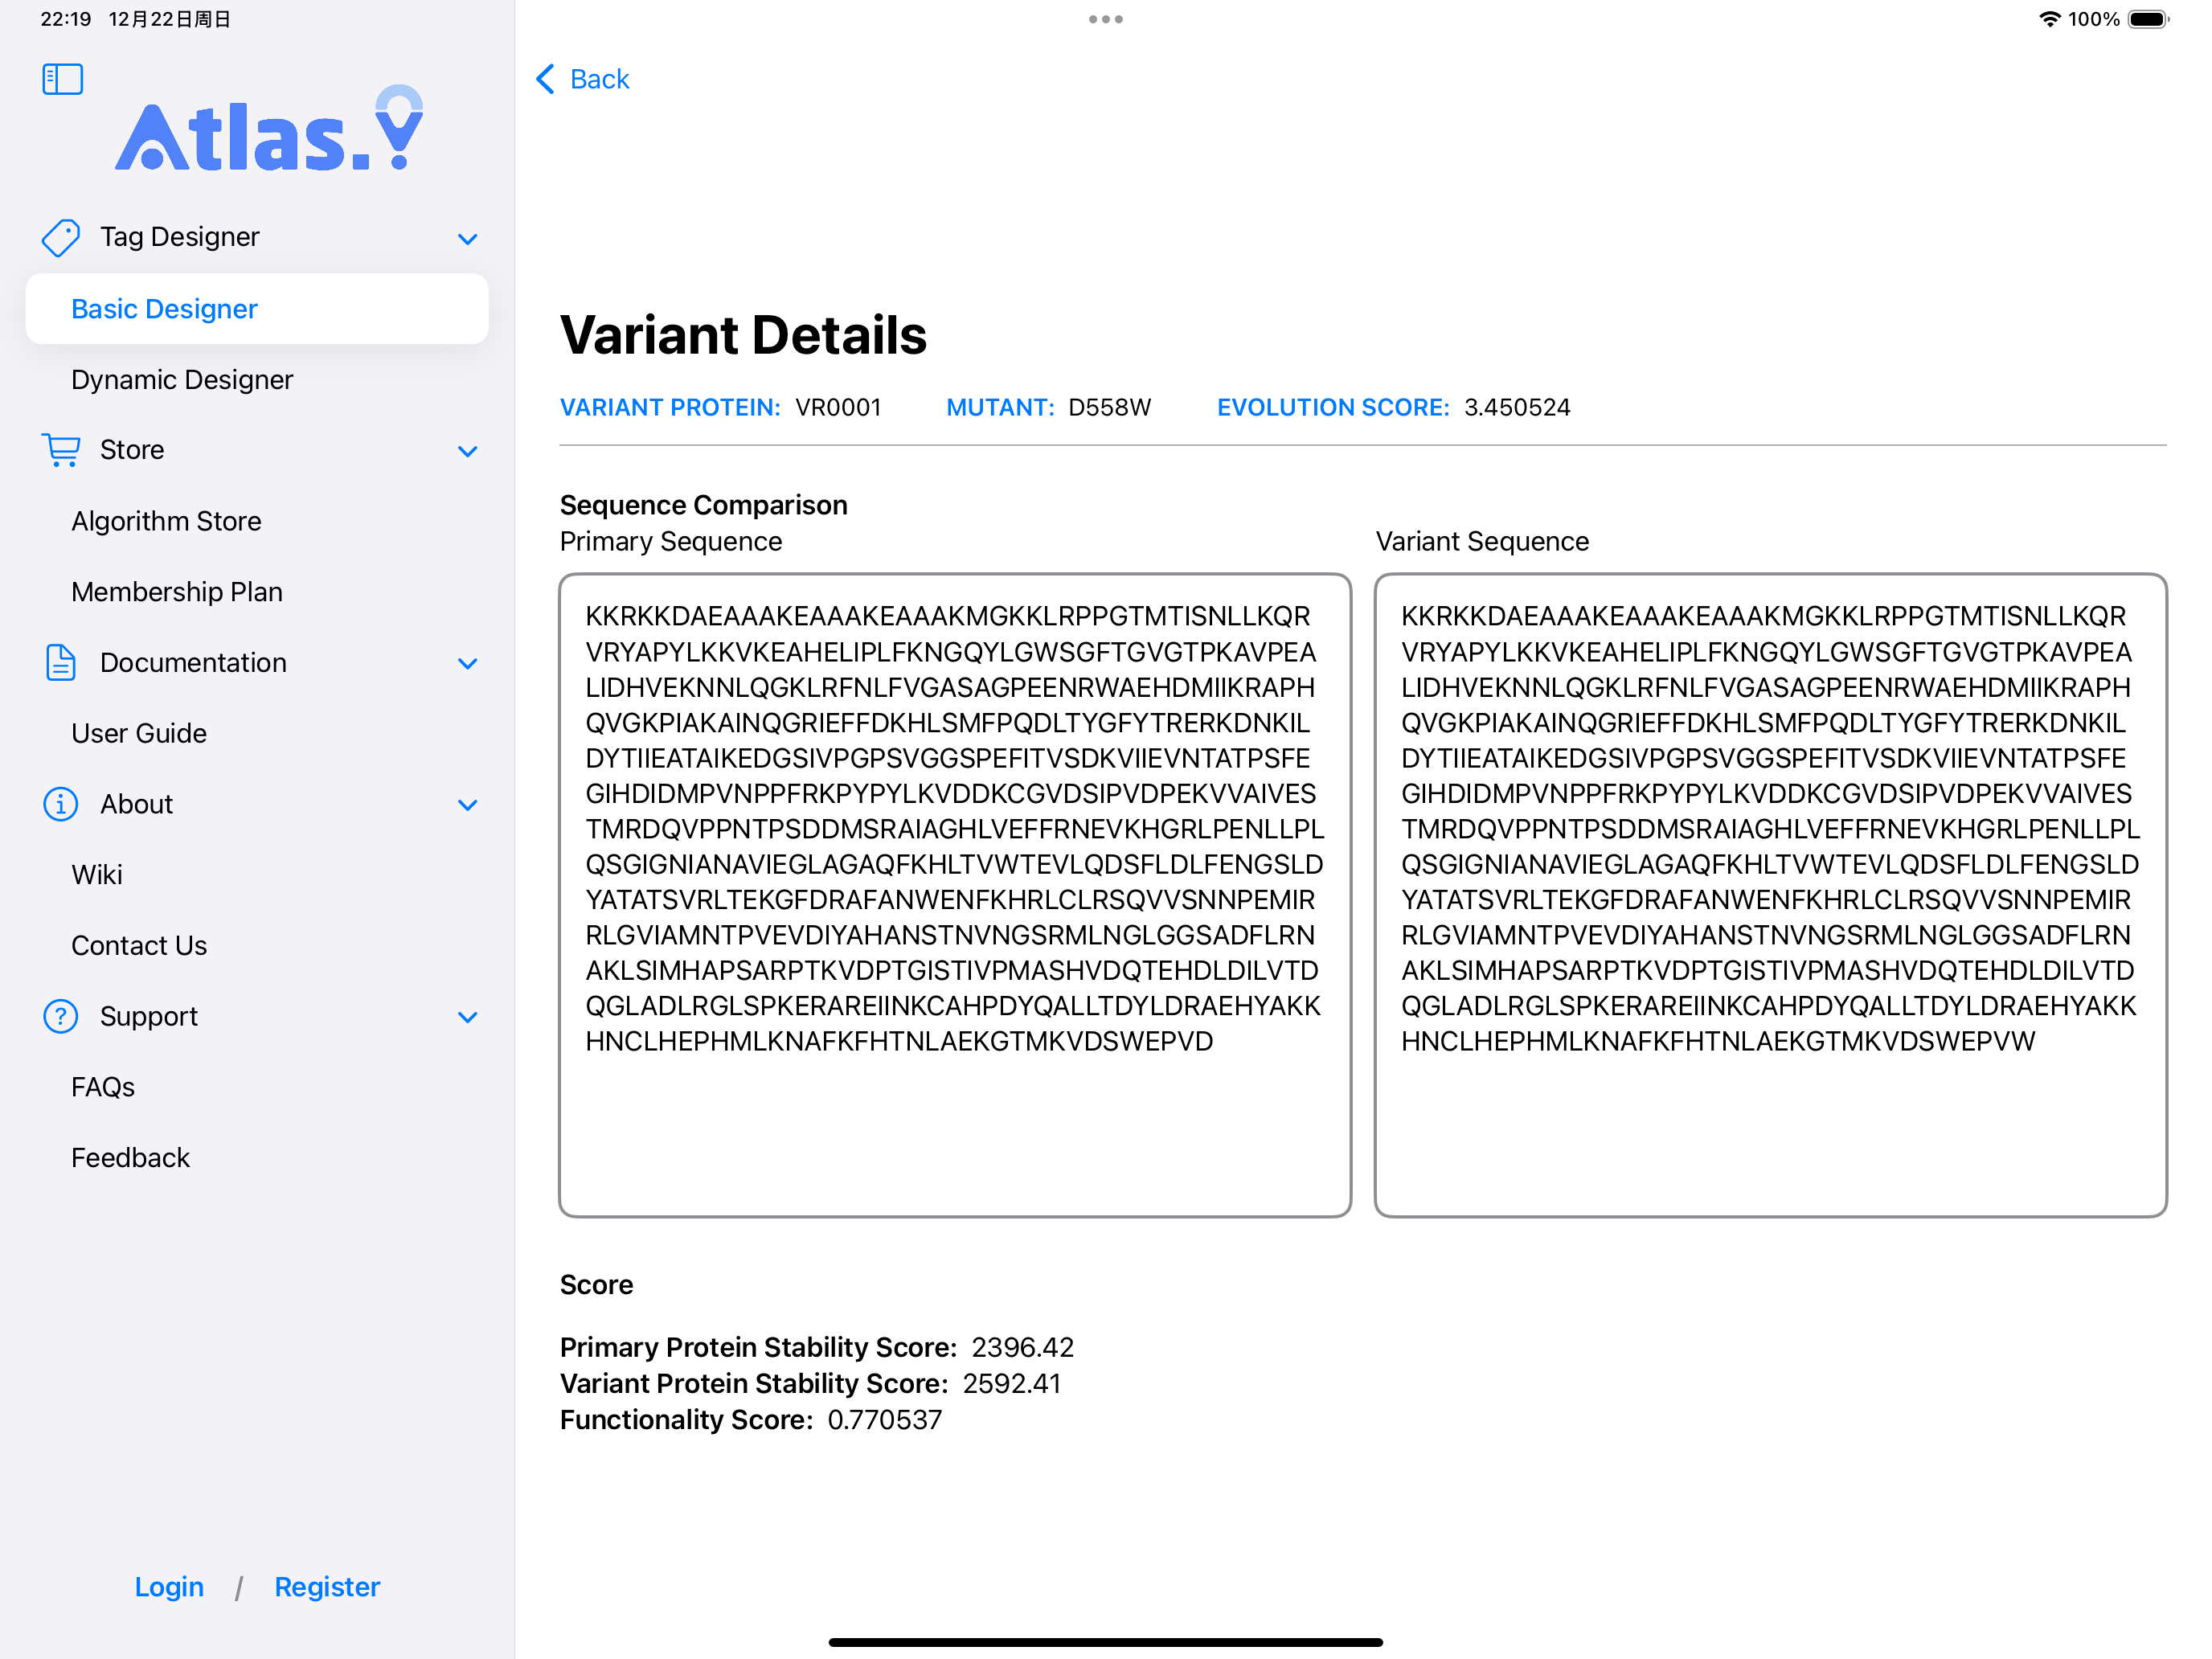 22:19 12月22日周日
100%
Atlas.
Tag Designer
Basic Designer
Dynamic Designer
Store
Algorithm Store
Membership Plan
Documentation
User Guide
About
Wiki
Contact Us
Support
FAQs
Feedback
Login / Register
Back
Variant Details
VARIANT PROTEIN: VR0001 MUTANT: D558W EVOLUTION SCORE: 3.450524
Sequence Comparison
Primary Sequence
KKRKKDAEAAAKEAAAKEAAAKMGKKLRPPGTMTISNLLKQR
VRYAPYLKKVKEAHELIPLFKNGQYLGWSGFTGVGTPKAVPEA
LIDHVEKNNLQGKLRFNLFVGASAGPEENRWAEHDMIIKRAPH
QVGKPIAKAINQGRIEFFDKHLSMFPQDLTYGFYTRERKDNKIL
DYTIIEATAIKEDGSIVPGPSVGGSPEFITVSDKVIIEVNTATPSFE
GIHDIDMPVNPPFRKPYPYLKVDDKCGVDSIPVDPEKVVAIVES
TMRDQVPPNTPSDDMSRAIAGHLVEFFRNEVKHGRLPENLLPL
QSGIGNIANAVIEGLAGAQFKHLTVWTEVLQDSFLDLFENGSLD
YATATSVRLTEKGFDRAFANWENFKHRLCLRSQVVSNNPEMIR
RLGVIAMNTPVEVDIYAHANSTNVNGSRMLNGLGGSADFLRN
AKLSIMHAPSARPTKVDPTGISTIVPMASHVDQTEHDLDILVTD
QGLADLRGLSPKERAREIINKCAHPDYQALLTDYLDRAEHYAKK
HNCLHEPHMLKNAFKFHTNLAEKGTMKVDSWEPVD
Variant Sequence
KKRKKDAEAAAKEAAAKEAAAKMGKKLRPPGTMTISNLLKQR
VRYAPYLKKVKEAHELIPLFKNGQYLGWSGFTGVGTPKAVPEA
LIDHVEKNNLQGKLRFNLFVGASAGPEENRWAEHDMIIKRAPH
QVGKPIAKAINQGRIEFFDKHLSMFPQDLTYGFYTRERKDNKIL
DYTIIEATAIKEDGSIVPGPSVGGSPEFITVSDKVIIEVNTATPSFE
GIHDIDMPVNPPFRKPYPYLKVDDKCGVDSIPVDPEKVVAIVES
TMRDQVPPNTPSDDMSRAIAGHLVEFFRNEVKHGRLPENLLPL
QSGIGNIANAVIEGLAGAQFKHLTVWTEVLQDSFLDLFENGSLD
YATATSVRLTEKGFDRAFANWENFKHRLCLRSQVVSNNPEMIR
RLGVIAMNTPVEVDIYAHANSTNVNGSRMLNGLGGSADFLRN
AKLSIMHAPSARPTKVDPTGISTIVPMASHVDQTEHDLDILVTD
QGLADLRGLSPKERAREIINKCAHPDYQALLTDYLDRAEHYAKK
HNCLHEPHMLKNAFKFHTNLAEKGTMKVDSWEPVW
Score
Primary Protein Stability Score: 2396.42
Variant Protein Stability Score: 2592.41
Functionality Score: 0.770537